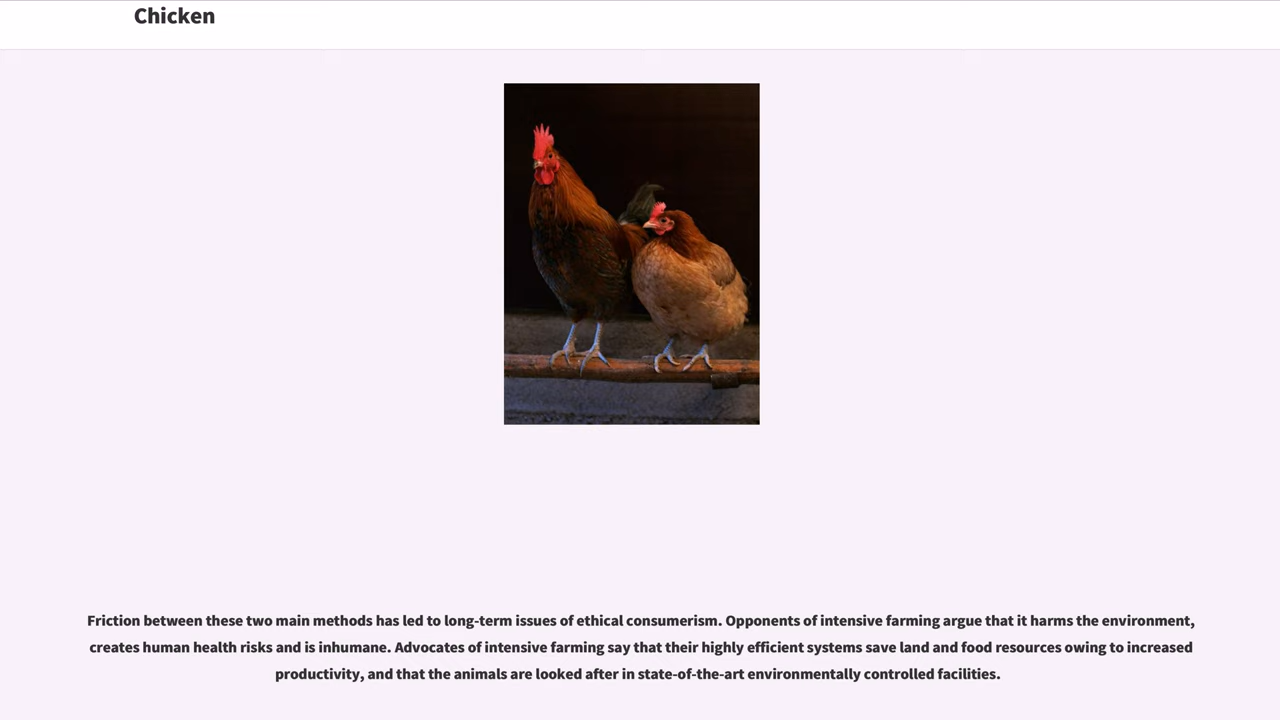 Chicken
Friction between these two main methods has led to long-term issues of ethical consumerism. Opponents of intensive farming argue that it harms the environment,
creates human health risks and is inhumane. Advocates of intensive farming say that their highly efficient systems save land and food resources owing to increased
productivity, and that the animals are looked after in state-of-the-art environmentally controlled facilities.